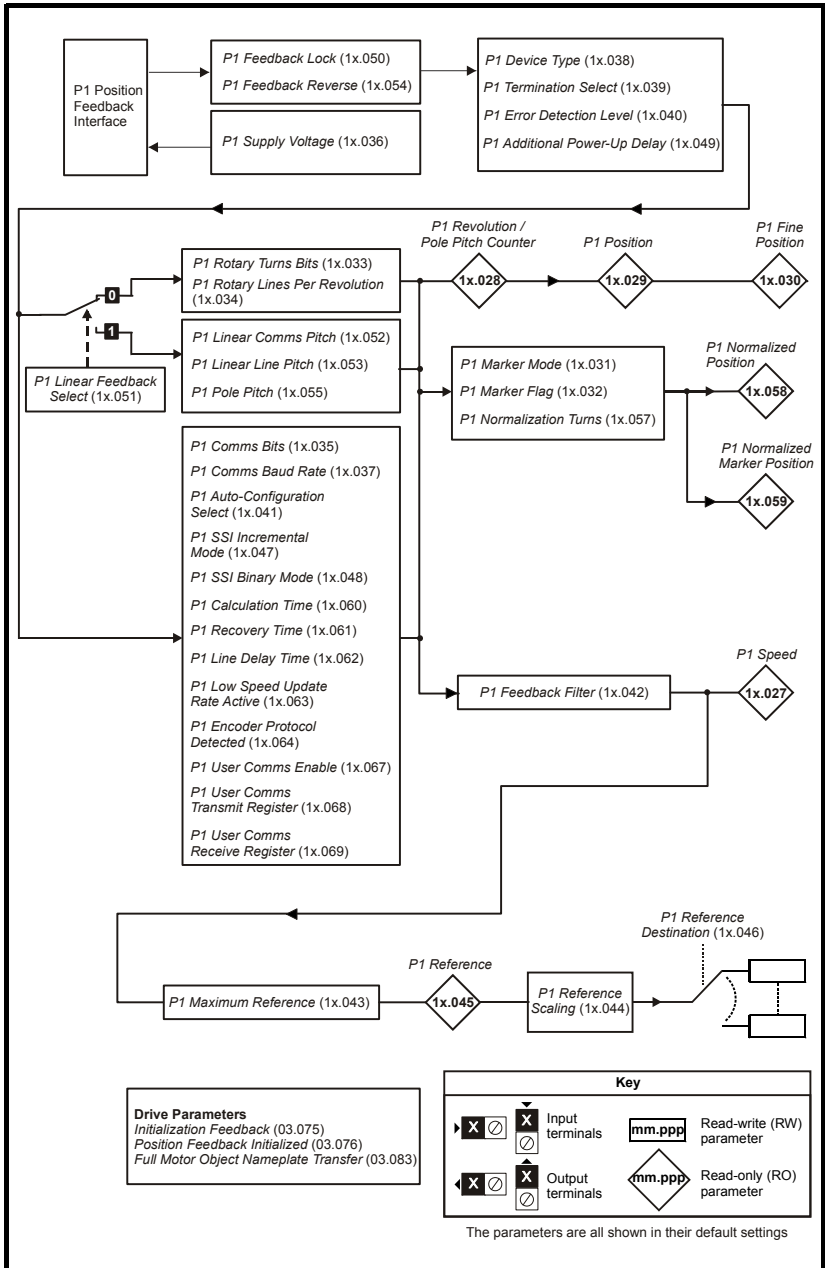 P1 Position
Feedback
Interface
P1 Feedback Lock (1x.050)
P1 Feedback Reverse (1x.054)
P1 Supply Voltage (1x.036)
P1 Device Type (1x.038)
P1 Termination Select (1x.039)
P1 Error Detection Level (1x.040)
P1 Additional Power-Up Delay (1x.049)
0
1
P1 Linear Feedback
Select (1x.051)
P1 Rotary Turns Bits (1x.033)
P1 Rotary Lines Per Revolution
(1x.034)
P1 Linear Comms Pitch (1x.052)
P1 Linear Line Pitch (1x.053)
P1 Pole Pitch (1x.055)
P1 Revolution /
Pole Pitch Counter
1x.028
P1 Position
1x.029
P1 Fine
Position
1x.030
P1 Marker Mode (1x.031)
P1 Marker Flag (1x.032)
P1 Normalization Turns (1x.057)
P1 Normalized
Position
1x.058
P1 Normalized
Marker Position
1x.059
P1 Comms Bits (1x.035)
P1 Comms Baud Rate (1x.037)
P1 Auto-Configuration
Select (1x.041)
P1 SSI Incremental
Mode (1x.047)
P1 SSI Binary Mode (1x.048)
P1 Calculation Time (1x.060)
P1 Recovery Time (1x.061)
P1 Line Delay Time (1x.062)
P1 Low Speed Update
Rate Active (1x.063)
P1 Encoder Protocol
Detected (1x.064)
P1 User Comms Enable (1x.067)
P1 User Comms
Transmit Register (1x.068)
P1 User Comms
Receive Register (1x.069)
P1 Feedback Filter (1x.042)
P1 Speed
1x.027
P1 Maximum Reference (1x.043)
P1 Reference
1x.045
P1 Reference
Scaling (1x.044)
P1 Reference
Destination (1x.046)
Drive Parameters
Initialization Feedback (03.075)
Position Feedback Initialized (03.076)
Full Motor Object Nameplate Transfer (03.083)
Key
X
X
Input
terminals
mm.ppp
Read-write (RW)
parameter
X
X
Output
terminals
mm.ppp
Read-only (RO)
parameter
The parameters are all shown in their default settings